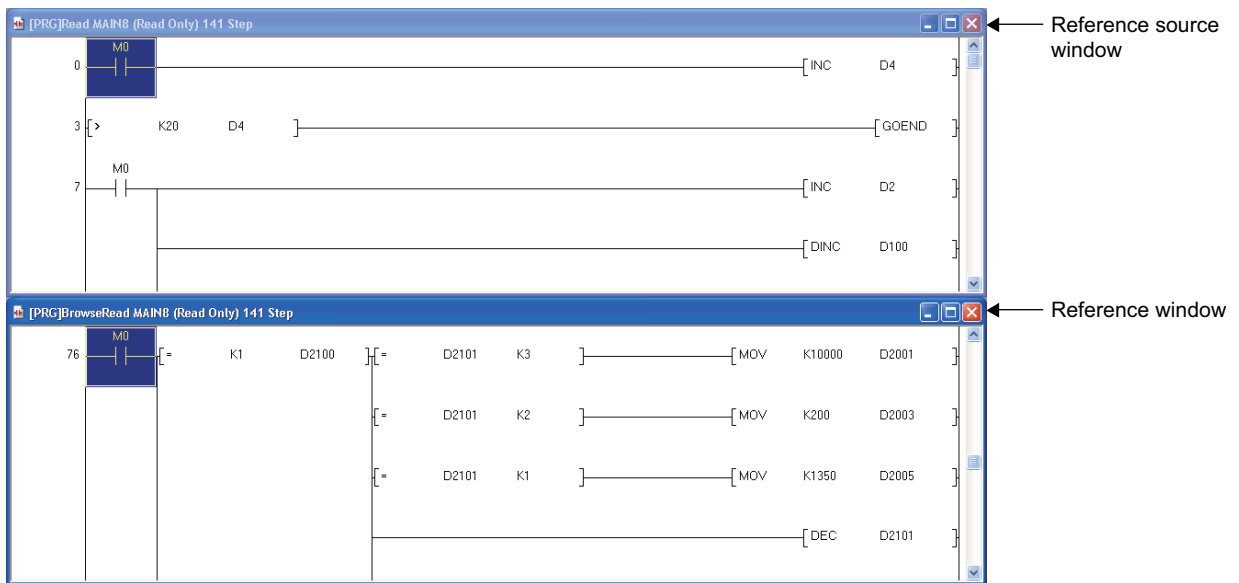 [PRG]Read MAIN8 (Read Only) 141 Step
Reference source
window
M0
0 [ INC D4 ]
3 [> K20 D4 ] [ GOEND ]
M0
7 [ INC D2 ]
[ DINC D100 ]
[PRG]BrowseRead MAIN8 (Read Only) 141 Step
Reference window
M0
76 [= K1 D2100 ] [= D2101 K3 ] [ MOV K10000 D2001 ]
[= D2101 K2 ] [ MOV K200 D2003 ]
[= D2101 K1 ] [ MOV K1350 D2005 ]
[ DEC D2101 ]